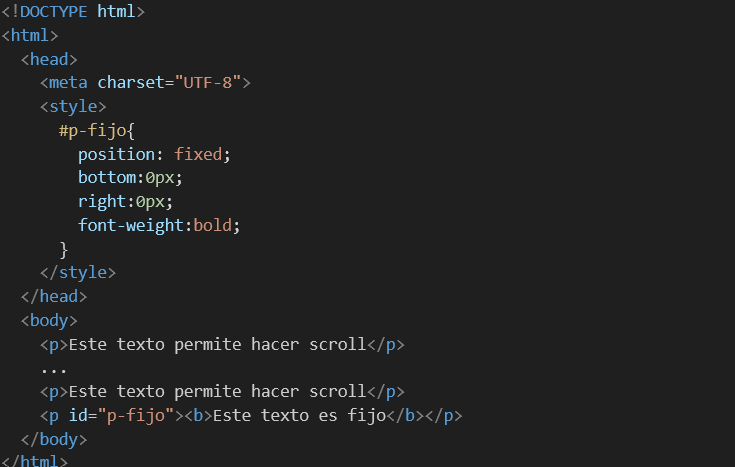 <!DOCTYPE html>
<html>
  <head>
    <meta charset="UTF-8">
    <style>
      #p-fijo{
        position: fixed;
        bottom:0px;
        right:0px;
        font-weight:bold;
      }
    </style>
  </head>
  <body>
    <p>Este texto permite hacer scroll</p>
    ...
    <p>Este texto permite hacer scroll</p>
    <p id="p-fijo"><b>Este texto es fijo</b></p>
  </body>
</html>